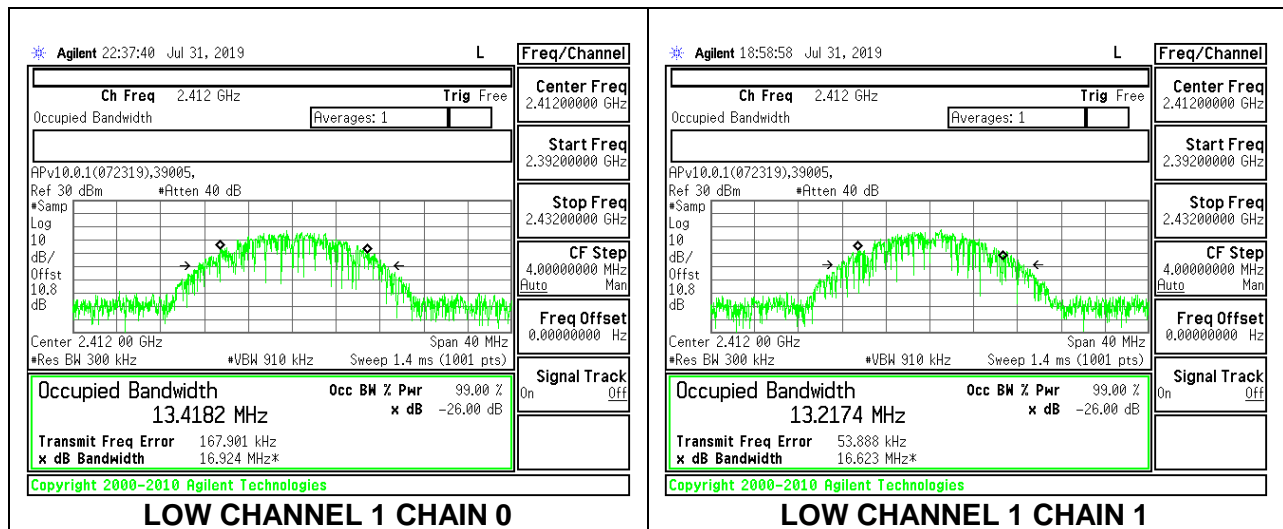 Agilent 22:37:40 Jul 31, 2019 L
Freq/Channel
Ch Freq 2.412 GHz Trig Free
Occupied Bandwidth Averages: 1
APv10.0.1(072319),39005,
Ref 30 dBm #Atten 40 dB
#Samp
Log
10
dB/
Offst
10.8
dB
Center 2.412 00 GHz Span 40 MHz
#Res BW 300 kHz #VBW 910 kHz Sweep 1.4 ms (1001 pts)
Occupied Bandwidth Occ BW % Pwr 99.00 %
13.4182 MHz x dB -26.00 dB
Transmit Freq Error 167.901 kHz
x dB Bandwidth 16.924 MHz*
Copyright 2000-2010 Agilent Technologies
Center Freq
2.41200000 GHz
Start Freq
2.39200000 GHz
Stop Freq
2.43200000 GHz
CF Step
4.00000000 MHz
Auto Man
Freq Offset
0.00000000 Hz
Signal Track
On Off
LOW CHANNEL 1 CHAIN 0
Agilent 18:58:58 Jul 31, 2019 L
Freq/Channel
Ch Freq 2.412 GHz Trig Free
Occupied Bandwidth Averages: 1
APv10.0.1(072319),39005,
Ref 30 dBm #Atten 40 dB
#Samp
Log
10
dB/
Offst
10.8
dB
Center 2.412 00 GHz Span 40 MHz
#Res BW 300 kHz #VBW 910 kHz Sweep 1.4 ms (1001 pts)
Occupied Bandwidth Occ BW % Pwr 99.00 %
13.2174 MHz x dB -26.00 dB
Transmit Freq Error 53.888 kHz
x dB Bandwidth 16.623 MHz*
Copyright 2000-2010 Agilent Technologies
Center Freq
2.41200000 GHz
Start Freq
2.39200000 GHz
Stop Freq
2.43200000 GHz
CF Step
4.00000000 MHz
Auto Man
Freq Offset
0.00000000 Hz
Signal Track
On Off
LOW CHANNEL 1 CHAIN 1